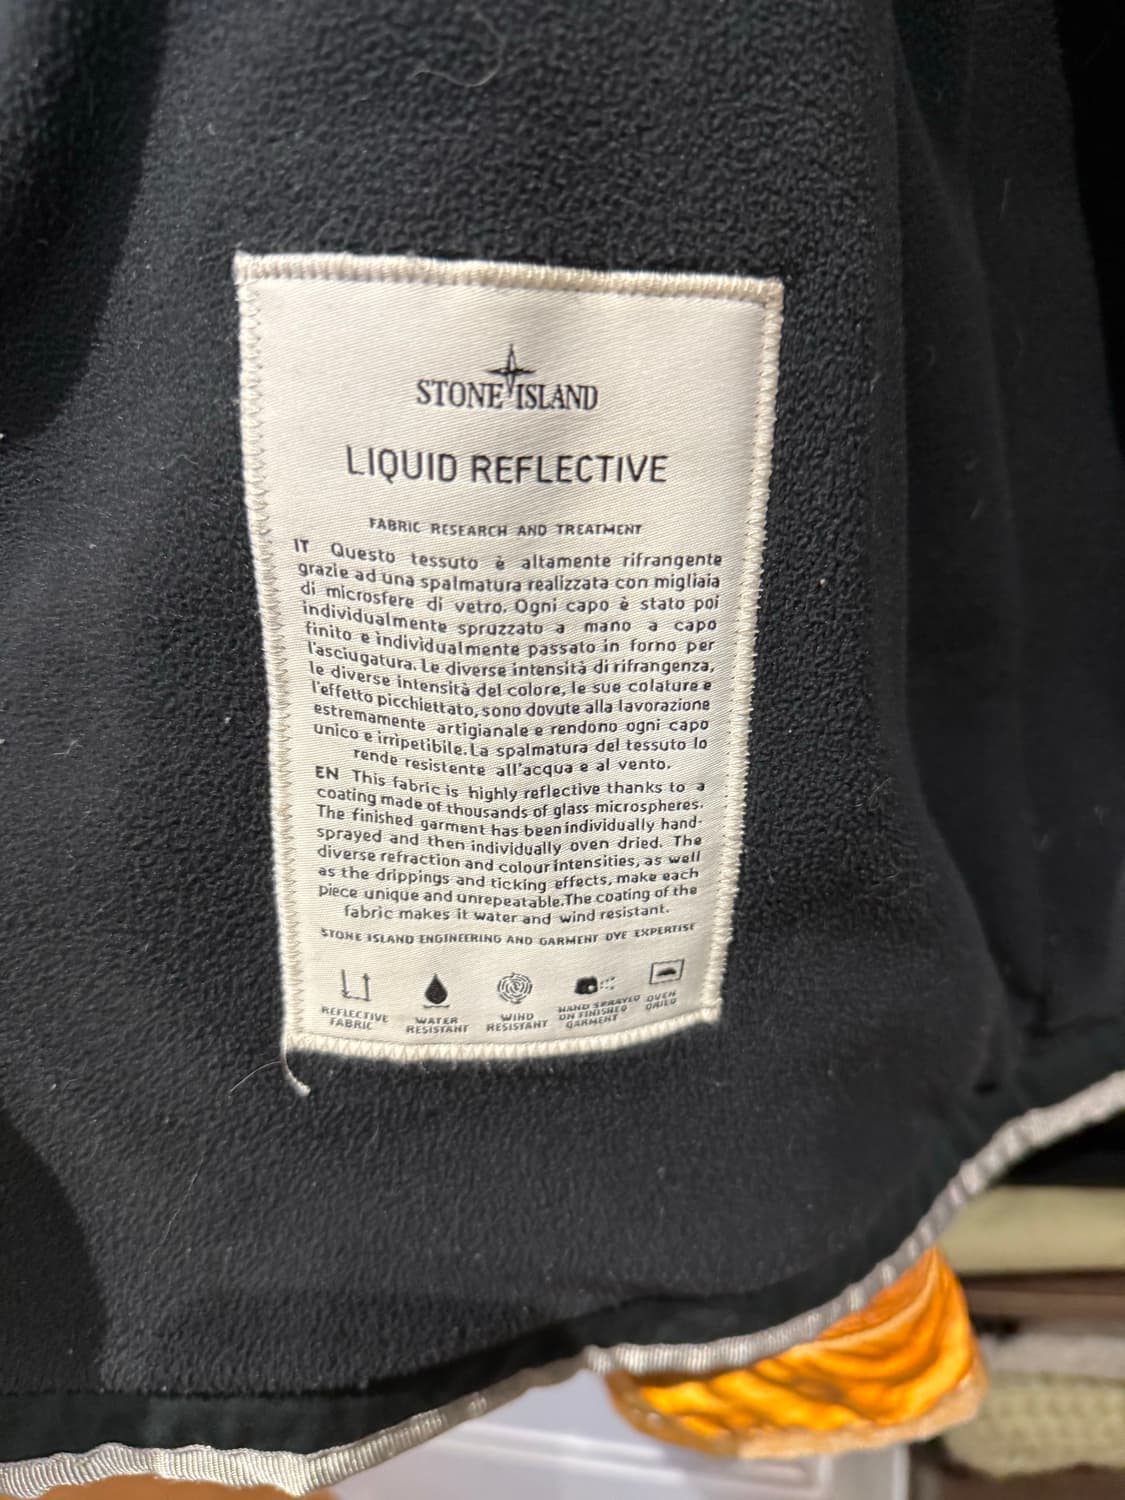 STONE ISLAND
LIQUID REFLECTIVE
FABRIC RESEARCH AND TREATMENT
IT Questo tessuto è altamente rifrangente
grazie ad una spalmatura realizzata con migliaia
di microsfere di vetro. Ogni capo è stato poi
individualmente spruzzato a mano a capo
finito e individualmente passato in forno per
l'asciugatura. Le diverse intensità di rifrangenza,
le diverse intensità del colore, le sue colature e
l'effetto picchiettato, sono dovute alla lavorazione
estremamente artigianale e rendono ogni capo
unico e irripetibile. La spalmatura del tessuto lo
rende resistente all'acqua e al vento.
EN This fabric is highly reflective thanks to a
coating made of thousands of glass microspheres.
The finished garment has been individually hand-
sprayed and then individually oven dried. The
diverse refraction and colour intensities, as well
as the drippings and ticking effects, make each
piece unique and unrepeatable. The coating of the
fabric makes it water and wind resistant.
STONE ISLAND ENGINEERING AND GARMENT DYE EXPERTISE
REFLECTIVE
FABRIC
WATER
RESISTANT
WIND
RESISTANT
HAND SPRAYED
ON FINISHED
GARMENT
OVEN
DRIED